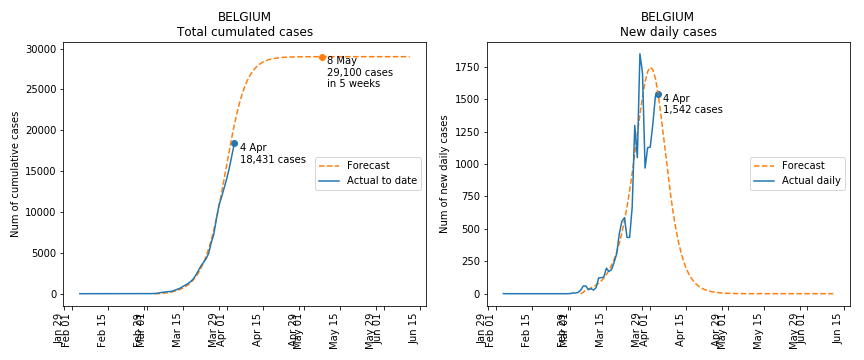 BELGIUM
Total cumulated cases
Num of cumulative cases
30000
25000
20000
15000
10000
5000
0
8 May
29,100 cases
in 5 weeks
4 Apr
18,431 cases
Forecast
Actual to date
Jan 29
Feb 01
Feb 15
Feb 29
Mar 01
Mar 15
Mar 29
Apr 01
Apr 15
Apr 29
May 01
May 15
May 29
Jun 01
Jun 15
BELGIUM
New daily cases
Num of new daily cases
1750
1500
1250
1000
750
500
250
0
4 Apr
1,542 cases
Forecast
Actual daily
Jan 29
Feb 01
Feb 15
Feb 29
Mar 01
Mar 15
Mar 29
Apr 01
Apr 15
Apr 29
May 01
May 15
May 29
Jun 01
Jun 15